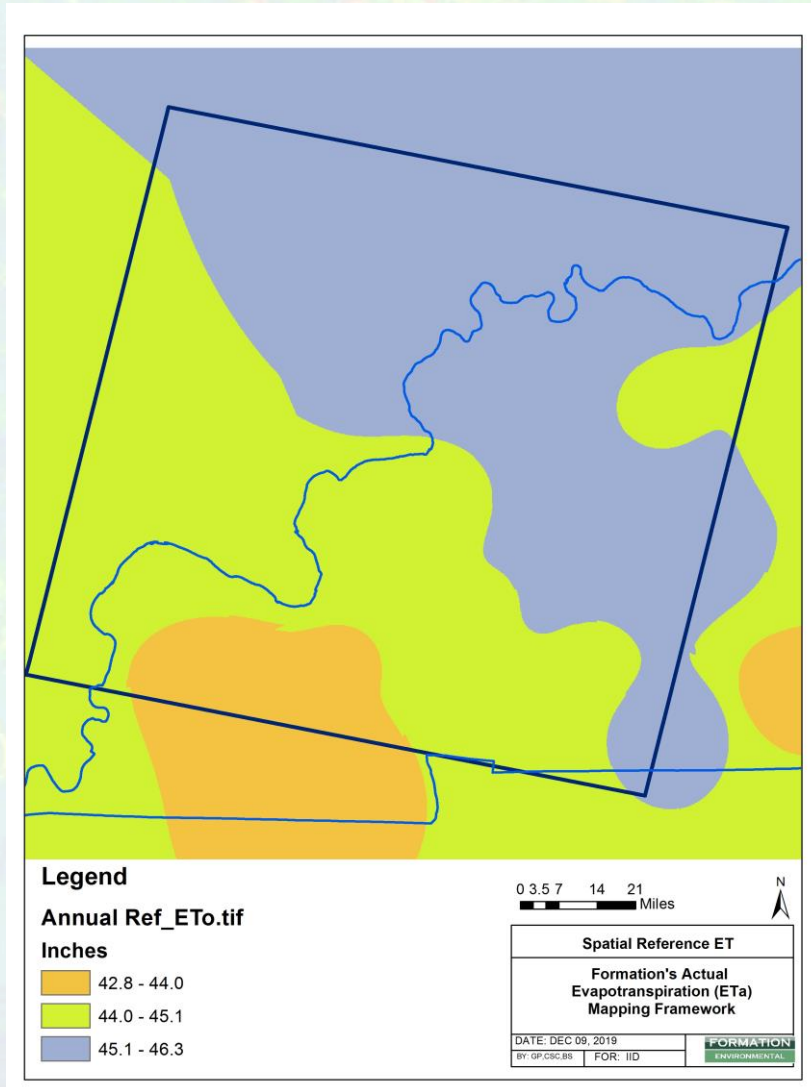 Legend
Annual Ref_ETo.tif
Inches
42.8 - 44.0
44.0 - 45.1
45.1 - 46.3
0 3.5 7 14 21
Miles
N
Spatial Reference ET
Formation's Actual
Evapotranspiration (ETa)
Mapping Framework
DATE: DEC 09, 2019
BY: GP,CSC,BS
FOR: IID
FORMATION
ENVIRONMENTAL